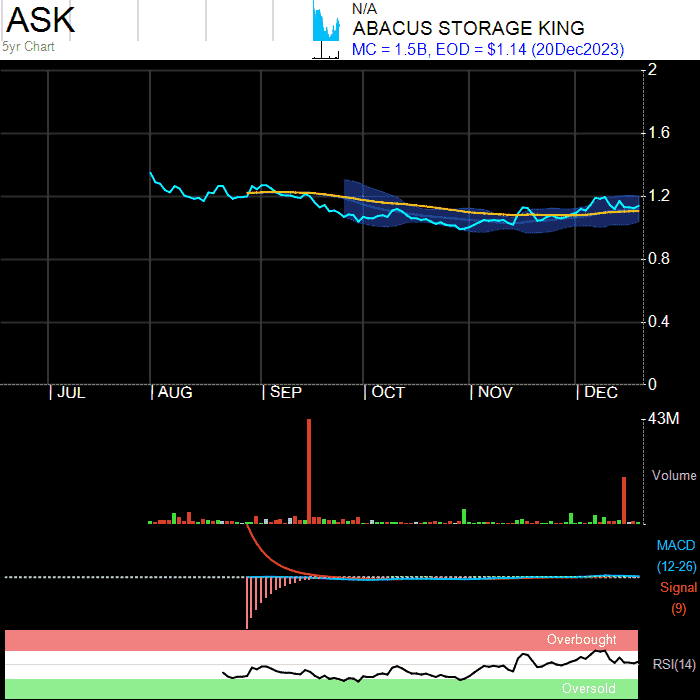 ASK
5yr Chart
N/A
ABACUS STORAGE KING
MC = 1.5B, EOD = $1.14 (20Dec2023)
2
1.6
1.2
0.8
0.4
0
JUL AUG SEP OCT NOV DEC
43M
Volume
MACD
(12-26)
Signal
(9)
Overbought
RSI(14)
Oversold